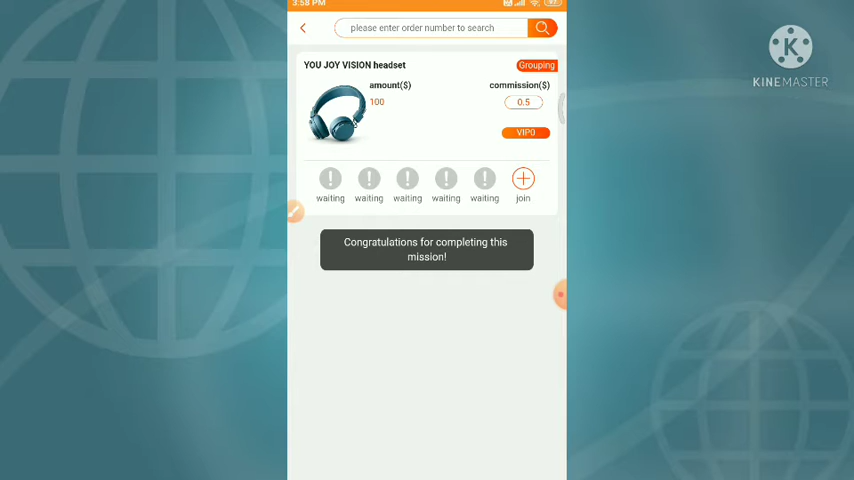 3:58 PM
please enter order number to search
YOU JOY VISION headset
Grouping
amount($)
commission($)
100
0.5
VIP0
waiting
waiting
waiting
waiting
waiting
join
Congratulations for completing this
mission!
K
KINEMASTER